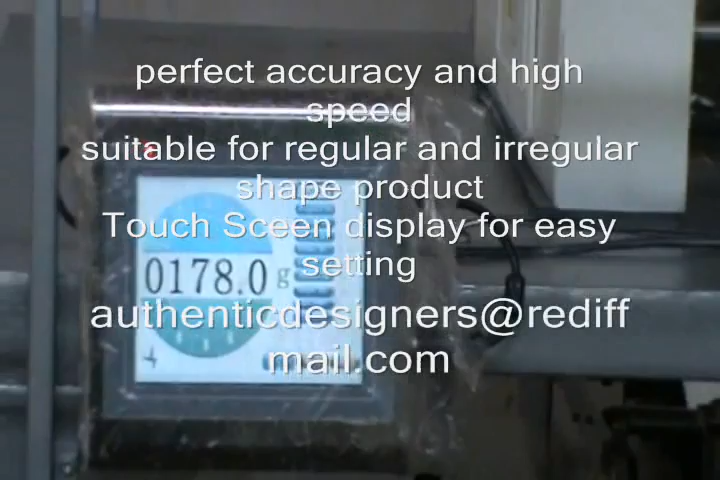 perfect accuracy and high
speed
suitable for regular and irregular
shape product
Touch Sceen display for easy
setting
0178.0 g
authenticdesigners@rediff
mail.com